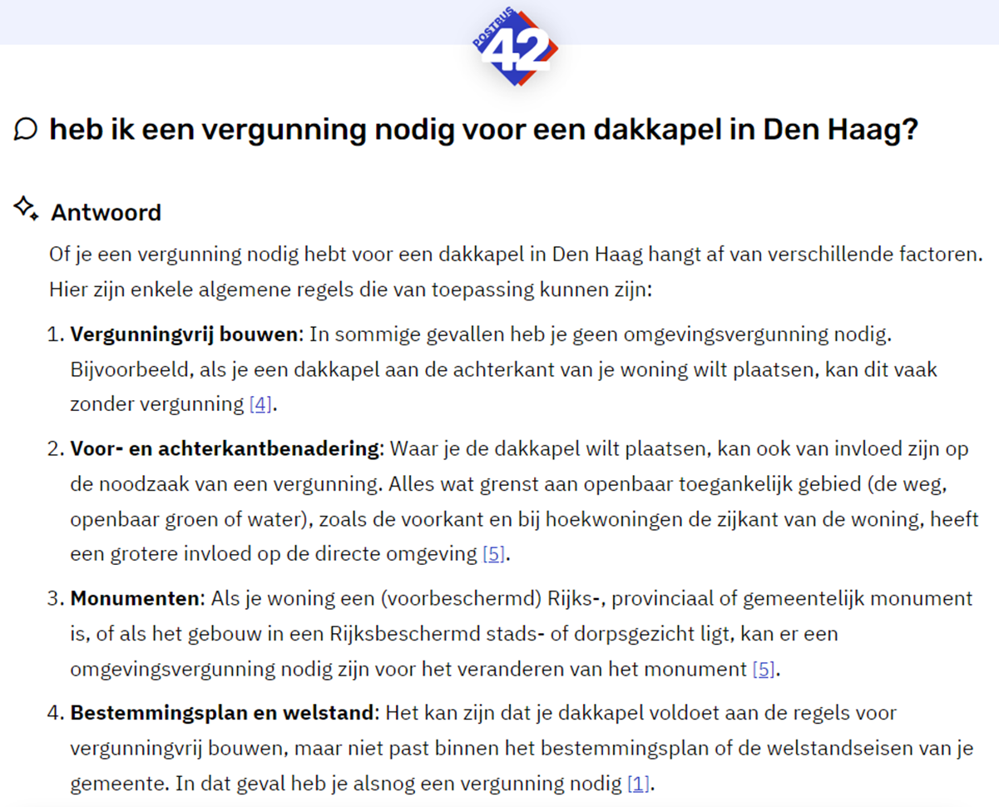 POSTBUS
42
heb ik een vergunning nodig voor een dakkapel in Den Haag?
Antwoord
Of je een vergunning nodig hebt voor een dakkapel in Den Haag hangt af van verschillende factoren.
Hier zijn enkele algemene regels die van toepassing kunnen zijn:
1. Vergunningvrij bouwen: In sommige gevallen heb je geen omgevingsvergunning nodig.
Bijvoorbeeld, als je een dakkapel aan de achterkant van je woning wilt plaatsen, kan dit vaak
zonder vergunning [4].
2. Voor- en achterkantbenadering: Waar je de dakkapel wilt plaatsen, kan ook van invloed zijn op
de noodzaak van een vergunning. Alles wat grenst aan openbaar toegankelijk gebied (de weg,
openbaar groen of water), zoals de voorkant en bij hoekwoningen de zijkant van de woning, heeft
een grotere invloed op de directe omgeving [5].
3. Monumenten: Als je woning een (voorbeschermd) Rijks-, provinciaal of gemeentelijk monument
is, of als het gebouw in een Rijksbeschermd stads- of dorpsgezicht ligt, kan er een
omgevingsvergunning nodig zijn voor het veranderen van het monument [5].
4. Bestemmingsplan en welstand: Het kan zijn dat je dakkapel voldoet aan de regels voor
vergunningvrij bouwen, maar niet past binnen het bestemmingsplan of de welstandseisen van je
gemeente. In dat geval heb je alsnog een vergunning nodig [1].